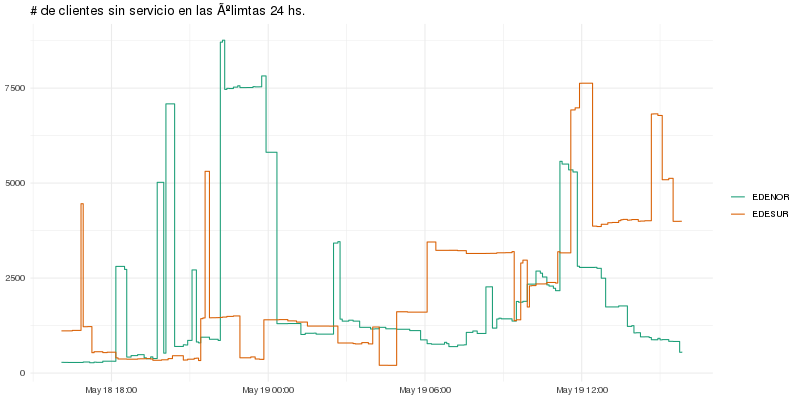 # de clientes sin servicio en las Ãºlimtas 24 hs.
7500
5000
2500
0
May 18 18:00
May 19 00:00
May 19 06:00
May 19 12:00
EDENOR
EDESUR